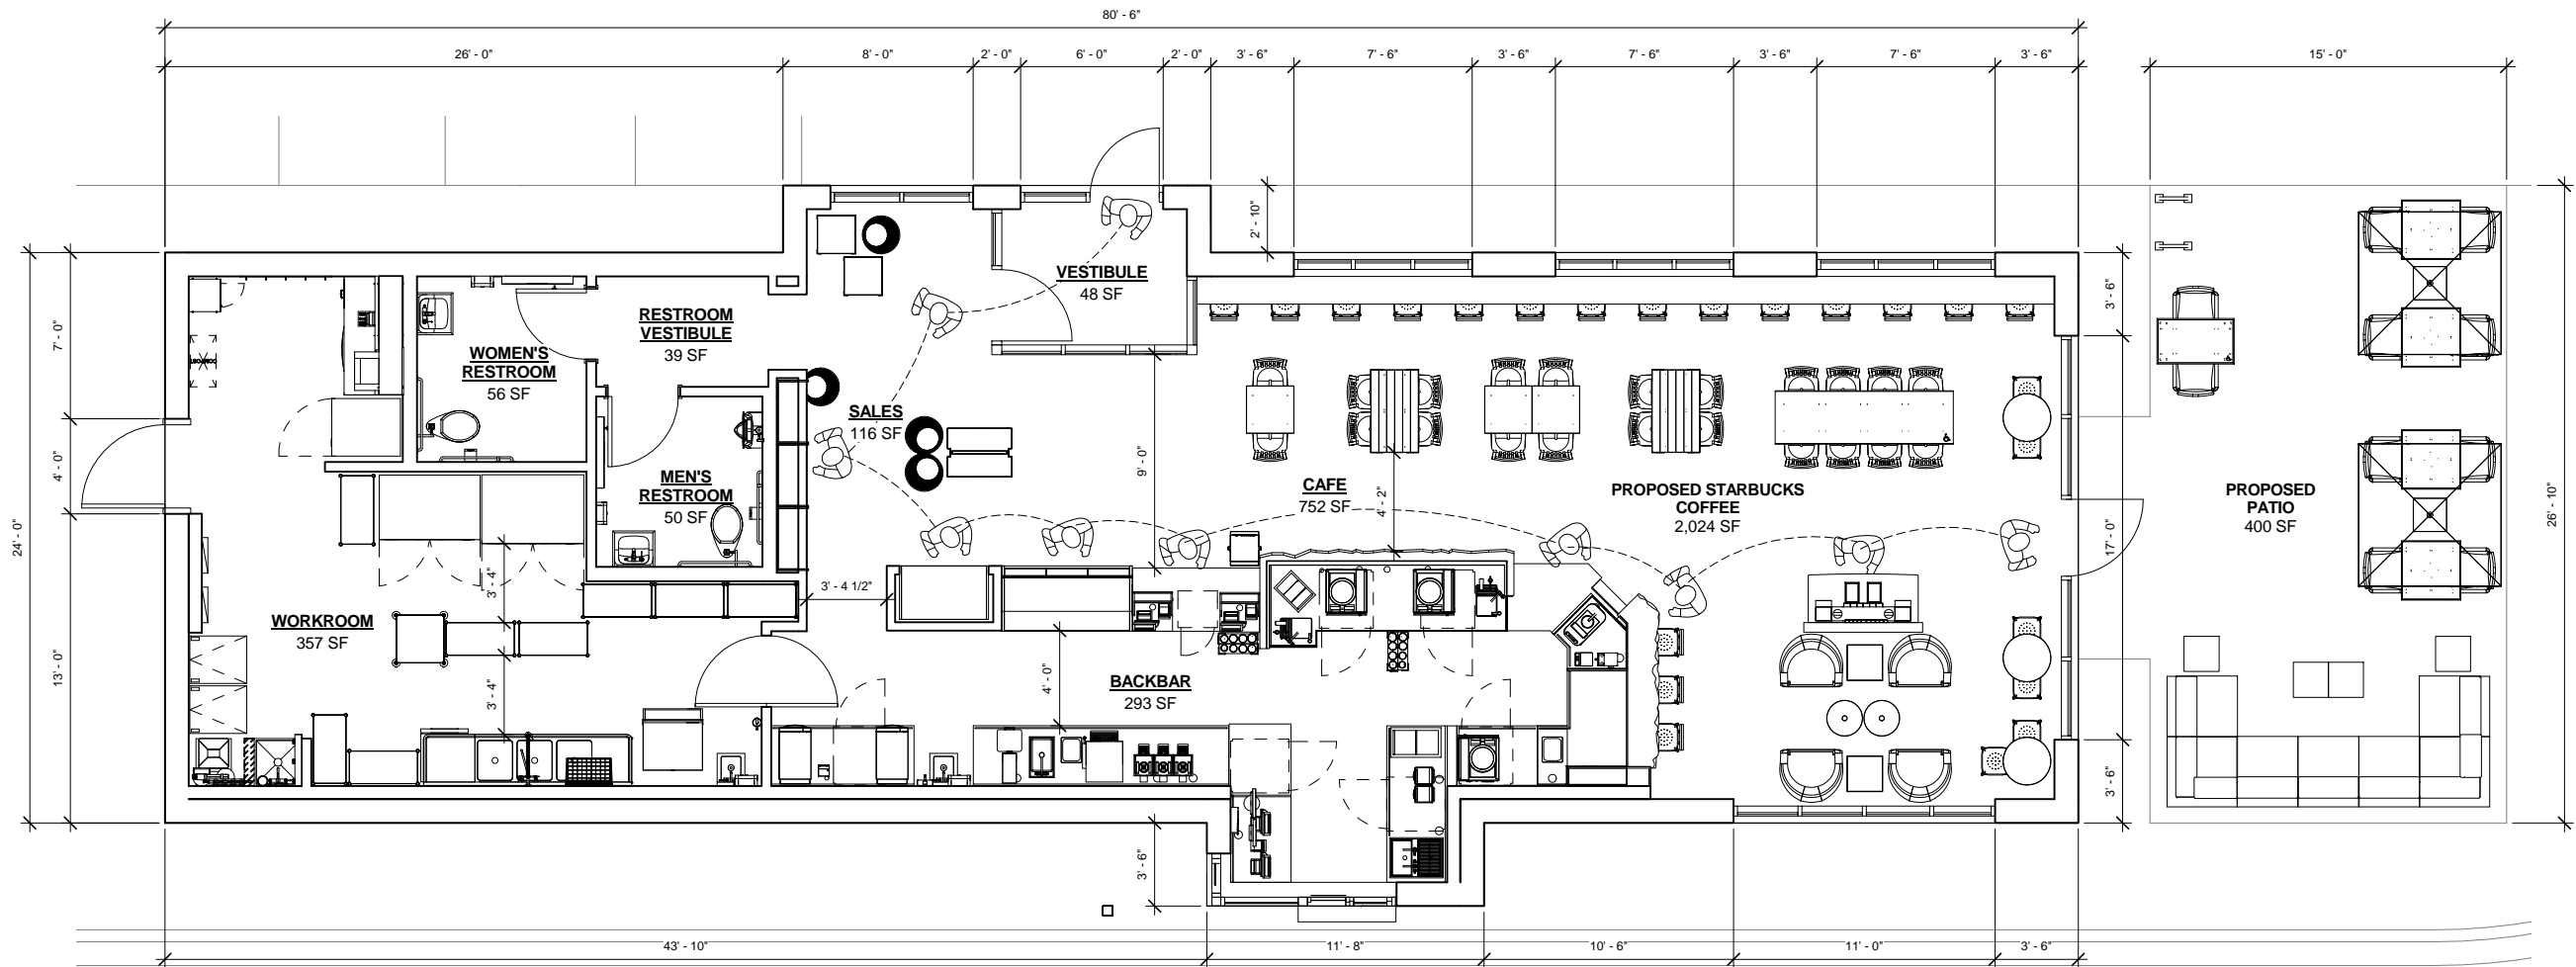 80' - 6"
26' - 0"
8' - 0"
2' - 0"
6' - 0"
2' - 0"
3' - 6"
7' - 6"
3' - 6"
7' - 6"
3' - 6"
7' - 6"
3' - 6"
15' - 0"
2' - 10"
VESTIBULE
48 SF
RESTROOM
VESTIBULE
39 SF
WOMEN'S
RESTROOM
56 SF
7' - 0"
3' - 6"
SALES
116 SF
4' - 0"
24' - 0"
MEN'S
RESTROOM
50 SF
9' - 0"
CAFE
752 SF
4' - 2"
PROPOSED STARBUCKS
COFFEE
2,024 SF
17' - 0"
PROPOSED
PATIO
400 SF
26' - 10"
3' - 4"
3' - 4 1/2"
WORKROOM
357 SF
13' - 0"
3' - 4"
4' - 0"
BACKBAR
293 SF
3' - 6"
3' - 6"
43' - 10"
11' - 8"
10' - 6"
11' - 0"
3' - 6"